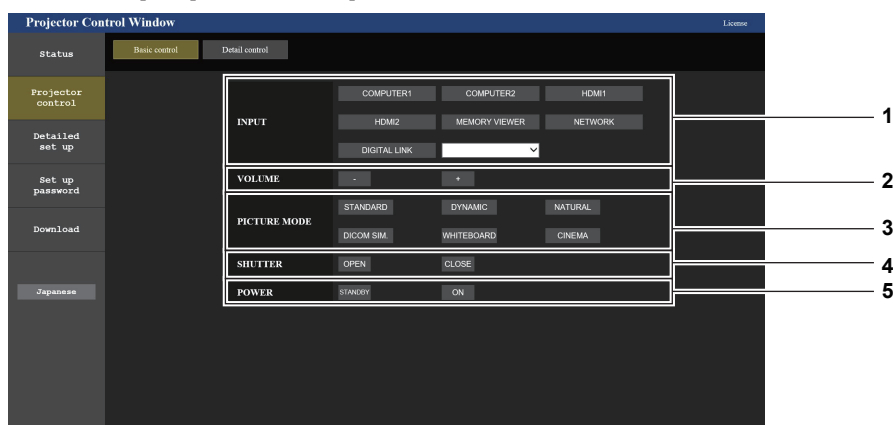 Projector Control Window
License
Status
Basic control
Detail control
Projector
control
Detailed
set up
Set up
password
Download
Japanese
INPUT
COMPUTER1
COMPUTER2
HDMI1
HDMI2
MEMORY VIEWER
NETWORK
DIGITAL LINK
1
VOLUME
-
+
2
PICTURE MODE
STANDARD
DYNAMIC
NATURAL
DICOM SIM.
WHITEBOARD
CINEMA
3
SHUTTER
OPEN
CLOSE
4
POWER
STANDBY
ON
5